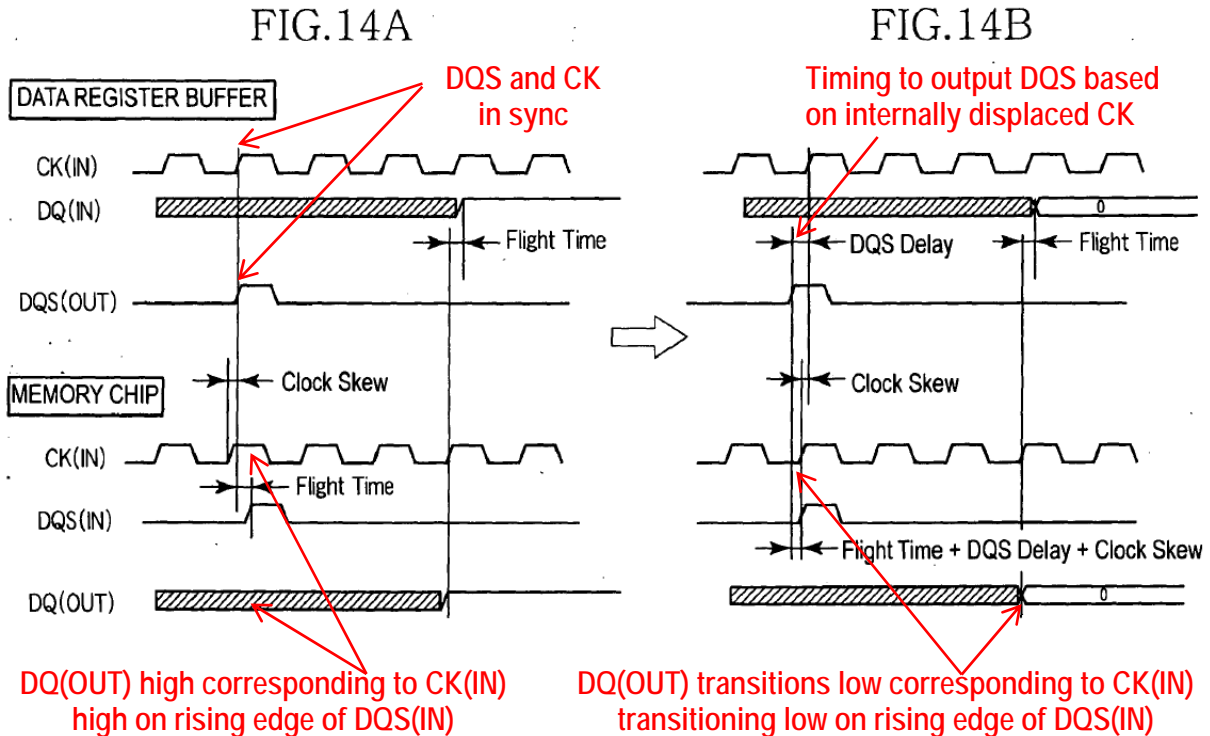 FIG.14A
FIG.14B
DQS and CK
in sync
Timing to output DQS based
on internally displaced CK
DATA REGISTER BUFFER
CK(IN)
DQ(IN)
0
Flight Time
DQS Delay
Flight Time
DQS(OUT)
Clock Skew
Clock Skew
MEMORY CHIP
CK(IN)
Flight Time
DQS(IN)
Flight Time + DQS Delay + Clock Skew
DQ(OUT)
0
DQ(OUT) high corresponding to CK(IN)
high on rising edge of DQS(IN)
DQ(OUT) transitions low corresponding to CK(IN)
transitioning low on rising edge of DQS(IN)